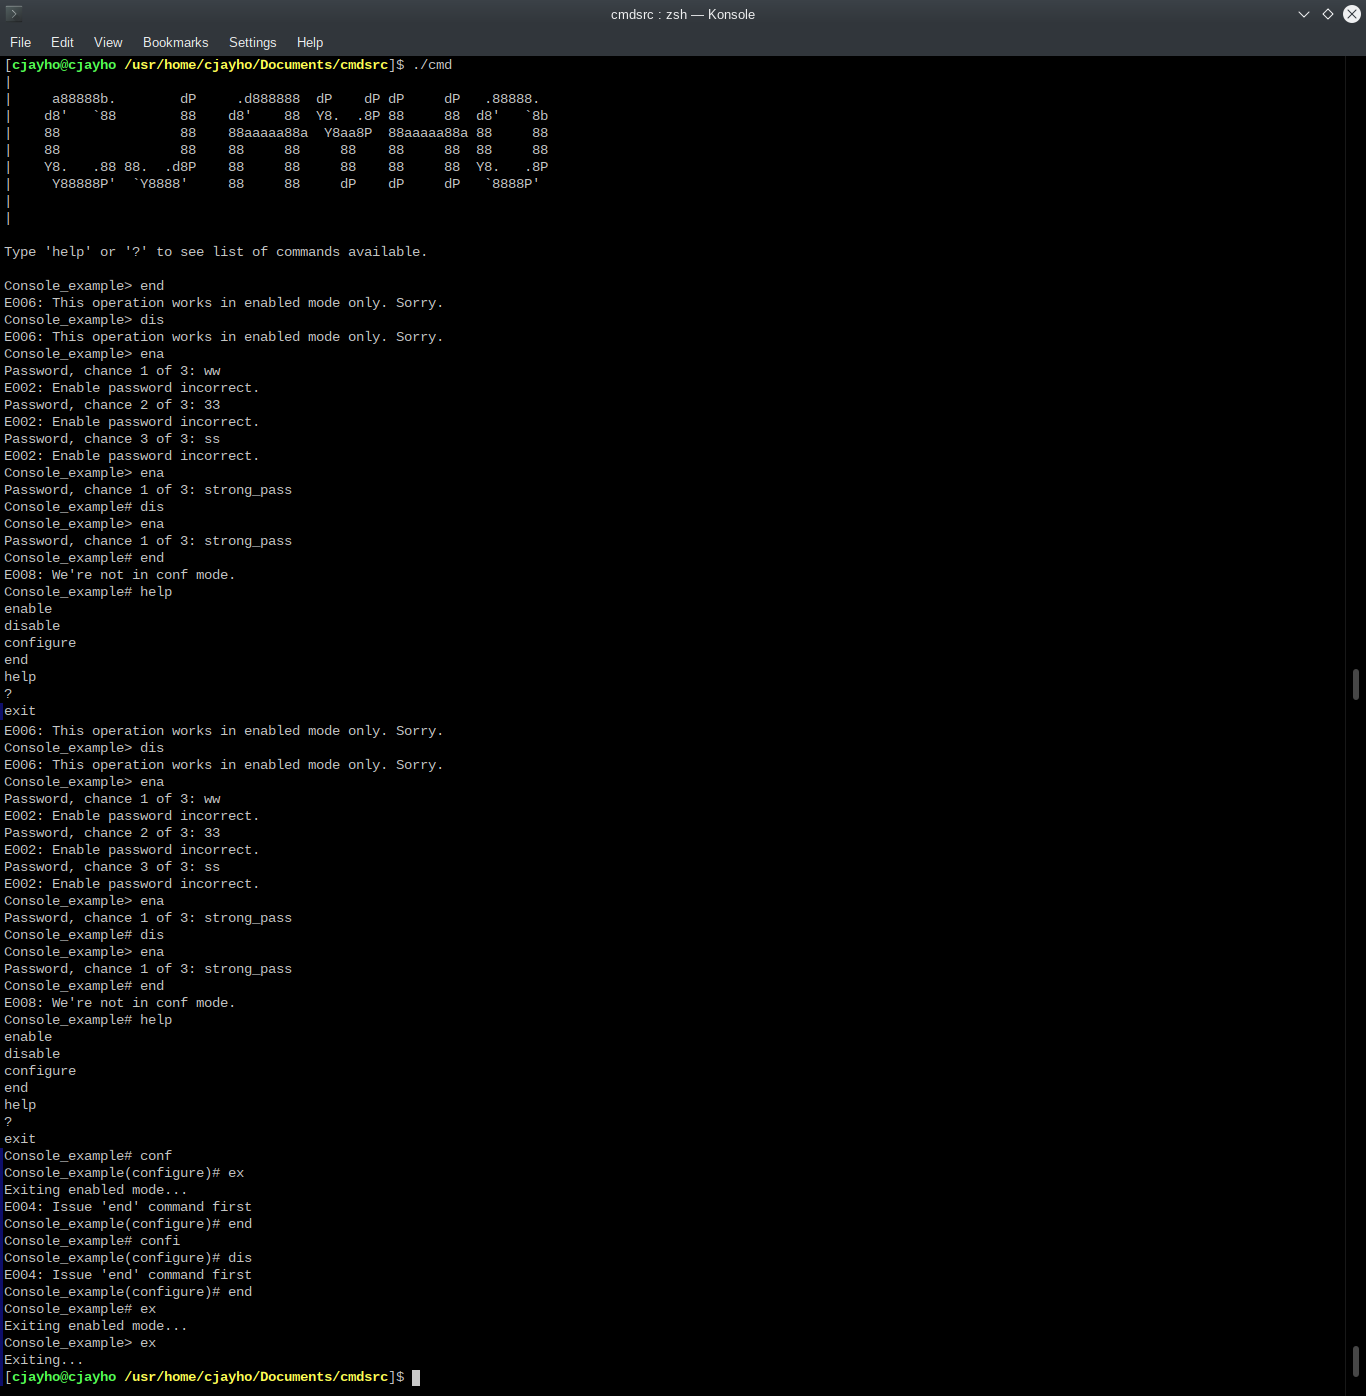 cmdsrc : zsh — Konsole
File Edit View Bookmarks Settings Help
[cjayho@cjayho /usr/home/cjayho/Documents/cmdsrc]$ ./cmd
|
|     a88888b.        dP     .d888888  dP    dP dP     dP   .88888.
|    d8'   `88        88    d8'    88  Y8.  .8P 88     88  d8'   `8b
|    88               88    88aaaaa88a  Y8aa8P  88aaaaa88a 88     88
|    88               88    88     88     88    88     88  88     88
|    Y8.   .88 88.  .d8P    88     88     88    88     88  Y8.   .8P
|     Y88888P'  `Y8888'     88     88     dP    dP     dP   `8888P'
|
|
Type 'help' or '?' to see list of commands available.
Console_example> end
E006: This operation works in enabled mode only. Sorry.
Console_example> dis
E006: This operation works in enabled mode only. Sorry.
Console_example> ena
Password, chance 1 of 3: ww
E002: Enable password incorrect.
Password, chance 2 of 3: 33
E002: Enable password incorrect.
Password, chance 3 of 3: ss
E002: Enable password incorrect.
Console_example> ena
Password, chance 1 of 3: strong_pass
Console_example# dis
Console_example> ena
Password, chance 1 of 3: strong_pass
Console_example# end
E008: We're not in conf mode.
Console_example# help
enable
disable
configure
end
help
?
exit
E006: This operation works in enabled mode only. Sorry.
Console_example> dis
E006: This operation works in enabled mode only. Sorry.
Console_example> ena
Password, chance 1 of 3: ww
E002: Enable password incorrect.
Password, chance 2 of 3: 33
E002: Enable password incorrect.
Password, chance 3 of 3: ss
E002: Enable password incorrect.
Console_example> ena
Password, chance 1 of 3: strong_pass
Console_example# dis
Console_example> ena
Password, chance 1 of 3: strong_pass
Console_example# end
E008: We're not in conf mode.
Console_example# help
enable
disable
configure
end
help
?
exit
Console_example# conf
Console_example(configure)# ex
Exiting enabled mode...
E004: Issue 'end' command first
Console_example(configure)# end
Console_example# confi
Console_example(configure)# dis
E004: Issue 'end' command first
Console_example(configure)# end
Console_example# ex
Exiting enabled mode...
Console_example> ex
Exiting...
[cjayho@cjayho /usr/home/cjayho/Documents/cmdsrc]$